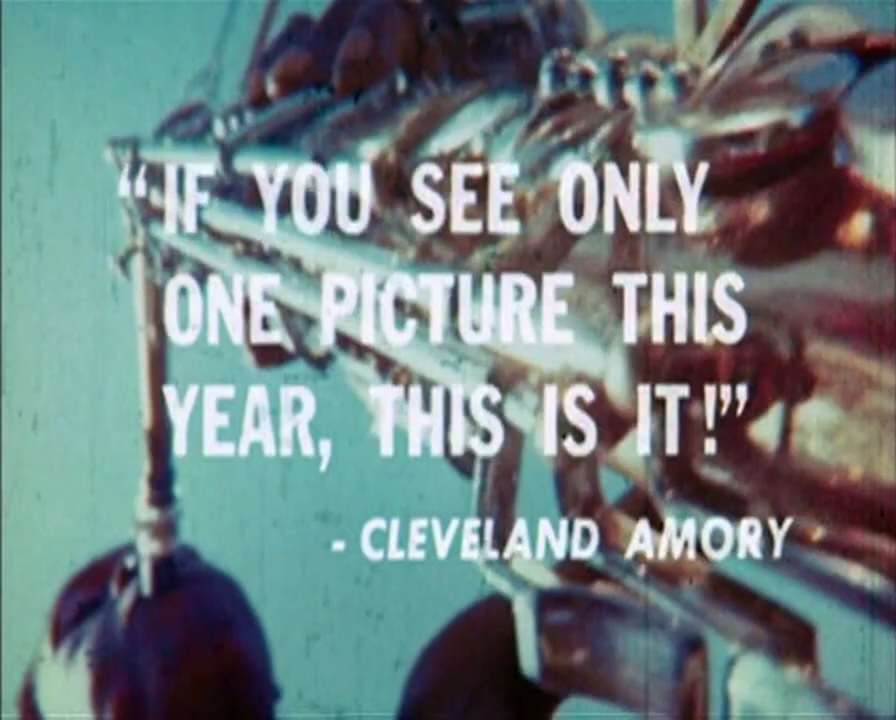 “IF YOU SEE ONLY
ONE PICTURE THIS
YEAR, THIS IS IT!”
- CLEVELAND AMORY